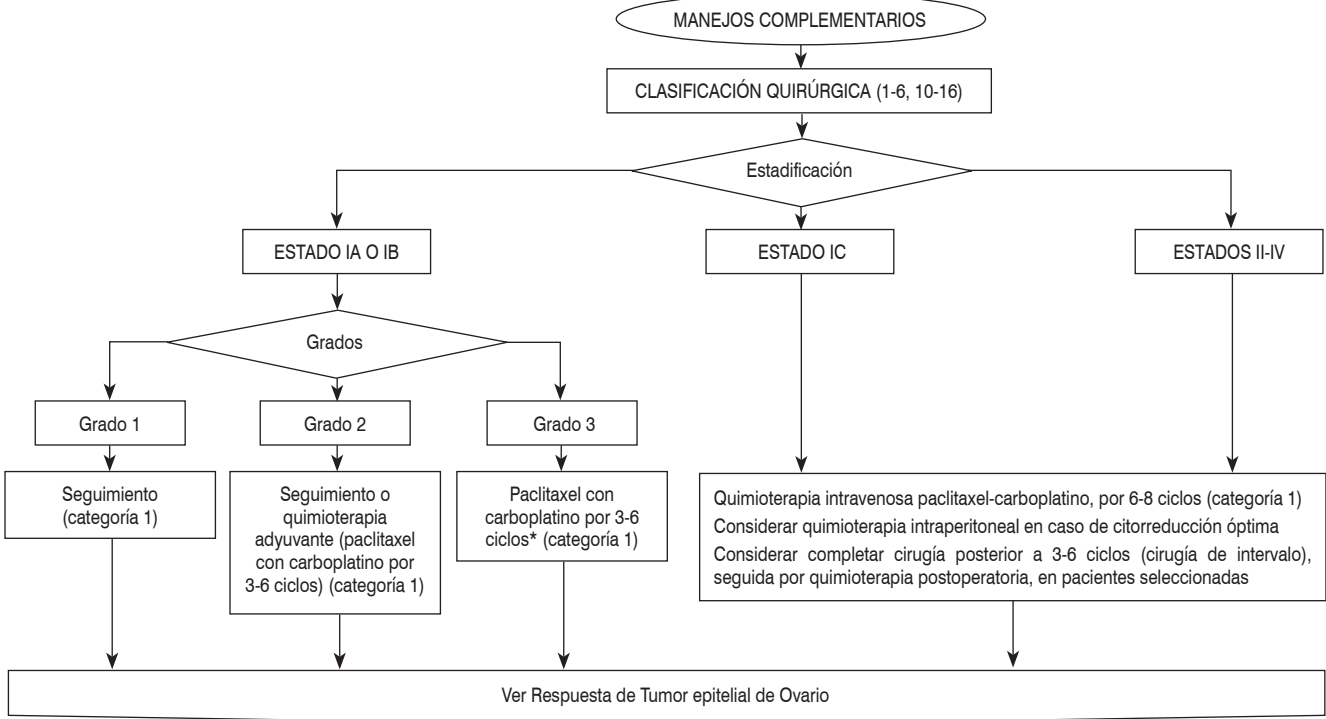 MANEJOS COMPLEMENTARIOS
CLASIFICACIÓN QUIRÚRGICA (1-6, 10-16)
Estadificación
ESTADO IA O IB
ESTADO IC
ESTADOS II-IV
Grados
Grado 1
Grado 2
Grado 3
Seguimiento
(categoría 1)
Seguimiento o
quimioterapia
adyuvante (paclitaxel
con carboplatino por
3-6 ciclos) (categoría 1)
Paclitaxel con
carboplatino por 3-6
ciclos* (categoría 1)
Quimioterapia intravenosa paclitaxel-carboplatino, por 6-8 ciclos (categoría 1)
Considerar quimioterapia intraperitoneal en caso de citorreducción óptima
Considerar completar cirugía posterior a 3-6 ciclos (cirugía de intervalo),
seguida por quimioterapia postoperatoria, en pacientes seleccionadas
Ver Respuesta de Tumor epitelial de Ovario